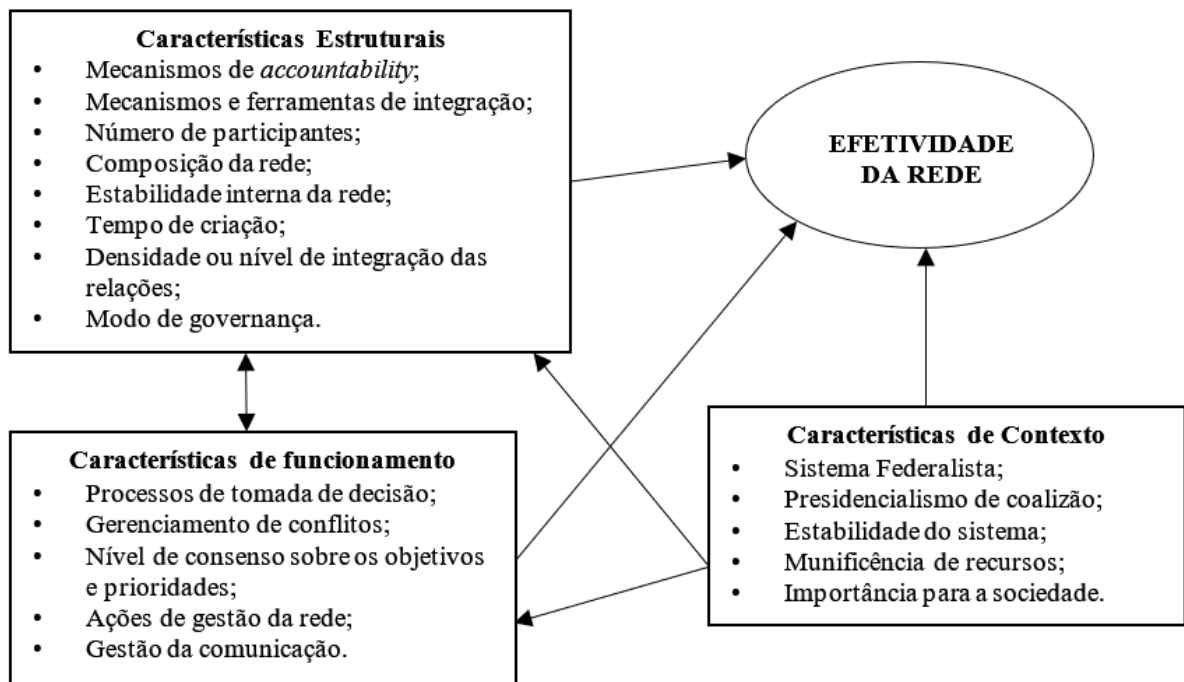 Características Estruturais
• Mecanismos de accountability;
• Mecanismos e ferramentas de integração;
• Número de participantes;
• Composição da rede;
• Estabilidade interna da rede;
• Tempo de criação;
• Densidade ou nível de integração das
relações;
• Modo de governança.
EFETIVIDADE
DA REDE
Características de funcionamento
• Processos de tomada de decisão;
• Gerenciamento de conflitos;
• Nível de consenso sobre os objetivos
e prioridades;
• Ações de gestão da rede;
• Gestão da comunicação.
Características de Contexto
• Sistema Federalista;
• Presidencialismo de coalizão;
• Estabilidade do sistema;
• Munificência de recursos;
• Importância para a sociedade.